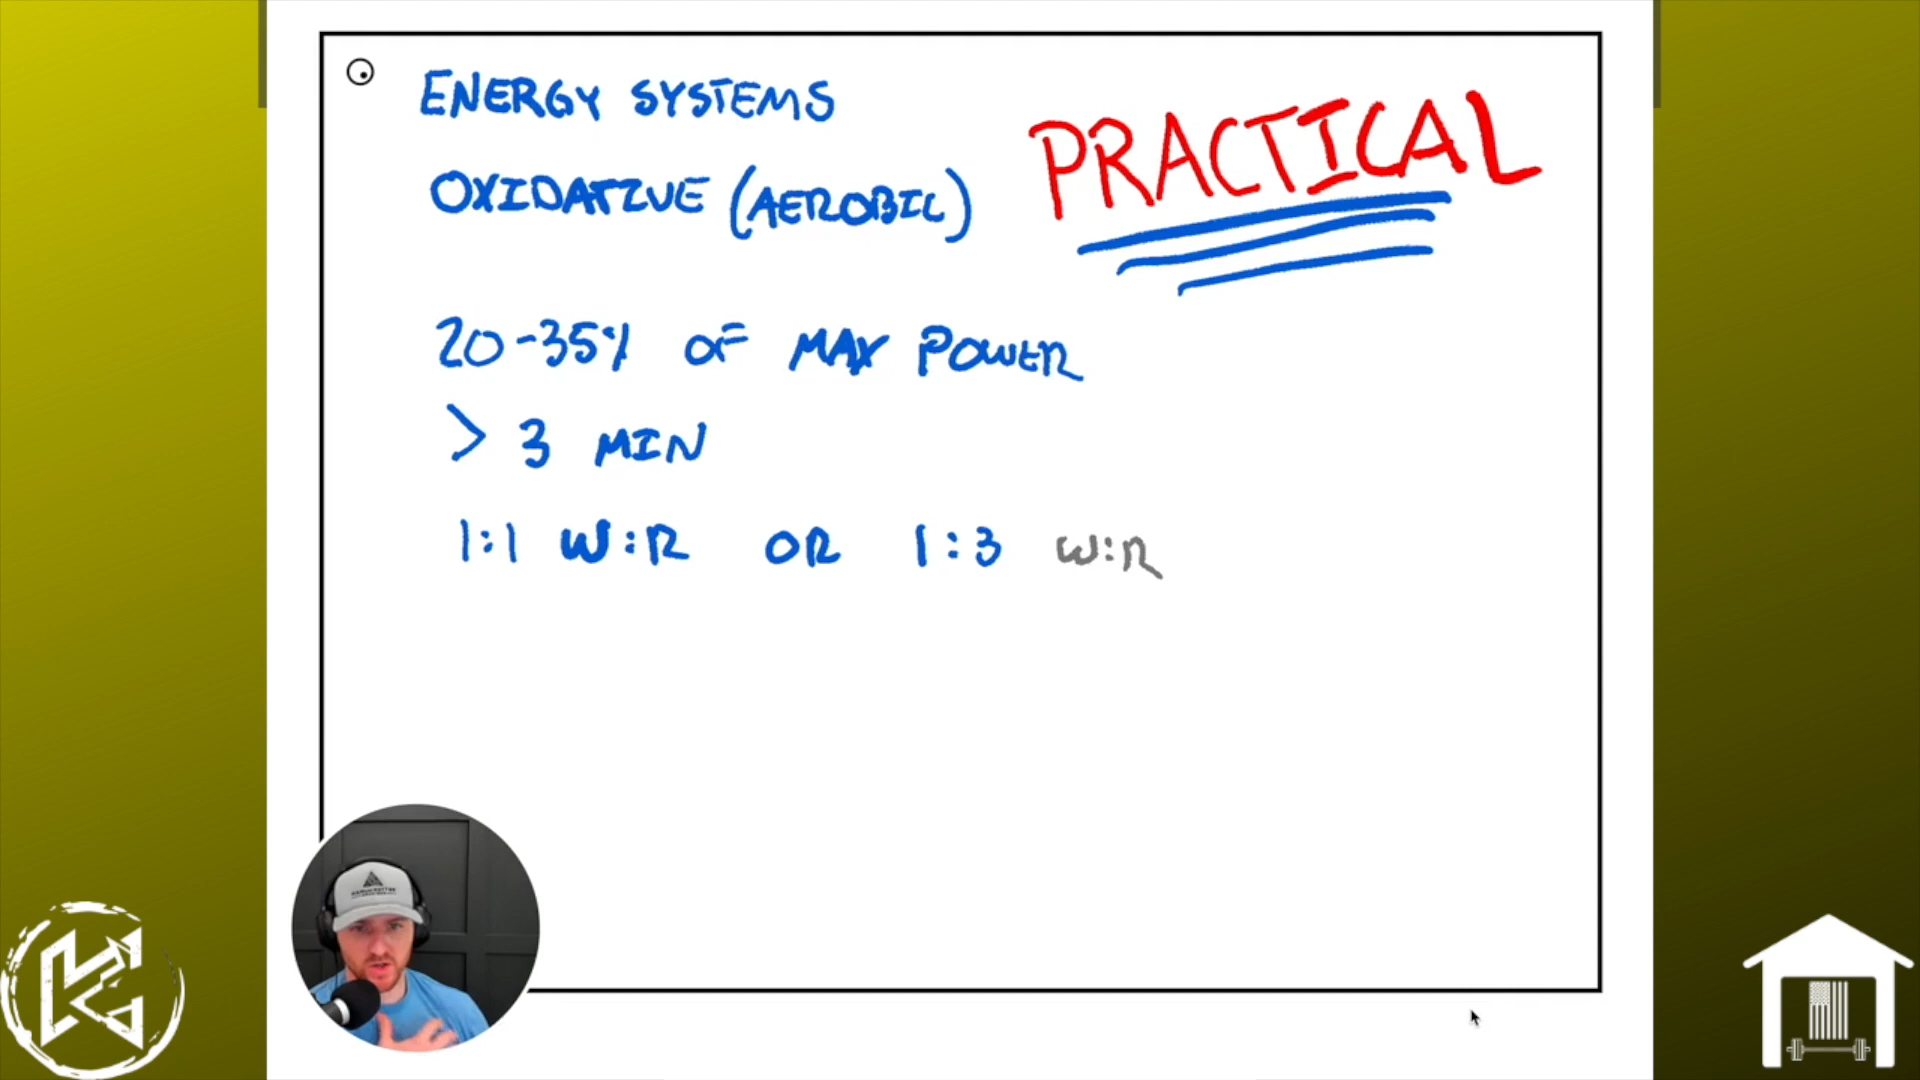 ENERGY SYSTEMS
PRACTICAL
OXIDATIVE (AEROBIC)
20-35% OF MAX POWER
> 3 MIN
1:1 W:R OR 1:3 W:R